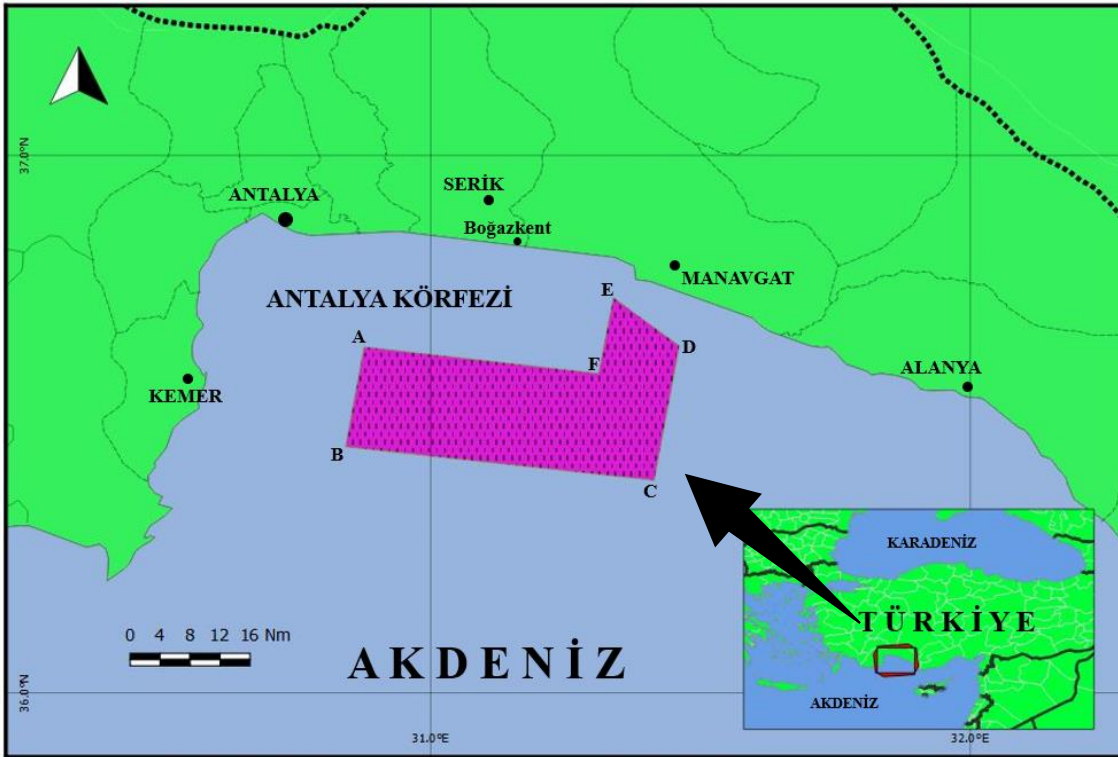 37.0°N
ANTALYA
SERİK
Boğazkent
MANAVGAT
ANTALYA KÖRFEZİ
E
A
D
F
KEMER
ALANYA
B
C
KARADENİZ
TÜRKİYE
AKDENİZ
0 4 8 12 16 Nm
AKDENİZ
36.0°N
31.0°E
32.0°E